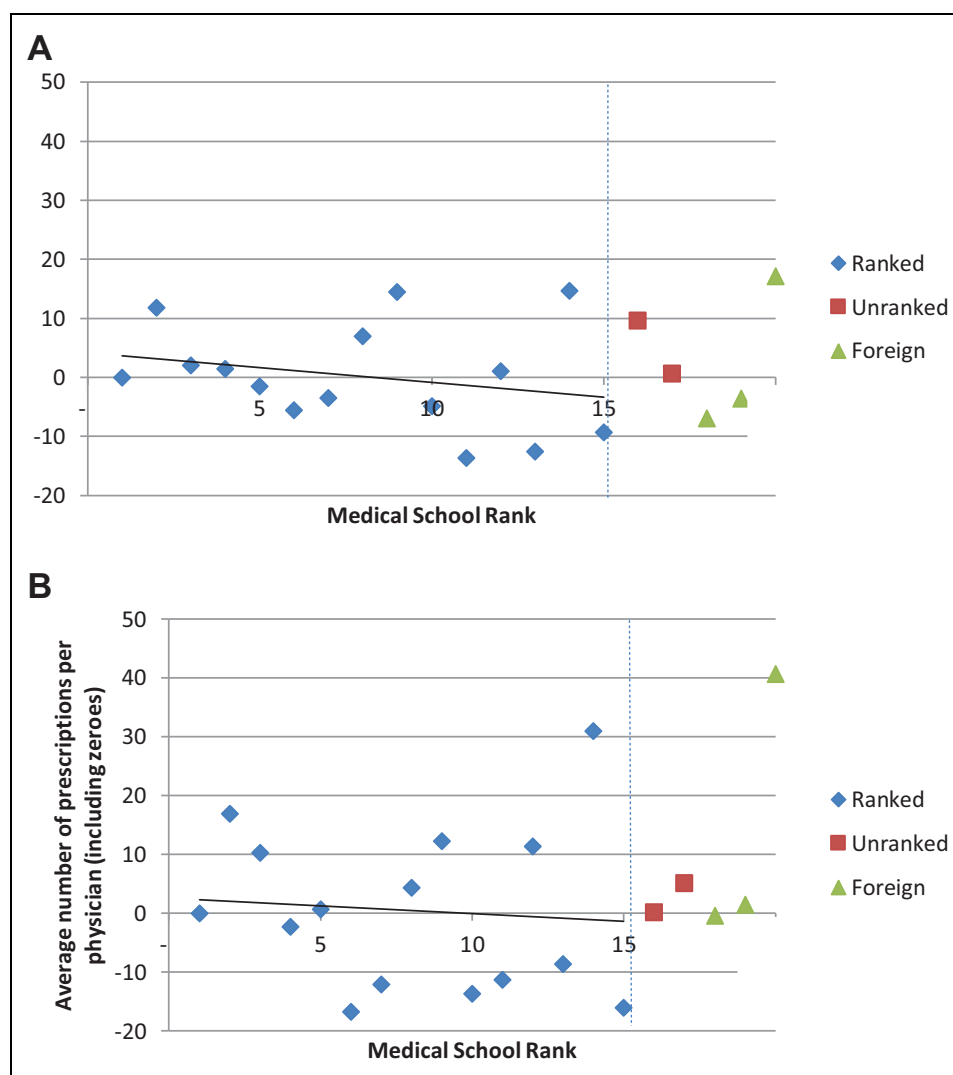 A
50
40
30
20
10
0
-10
-20
-
5
10
15
Medical School Rank
Ranked
Unranked
Foreign
B
Average number of prescriptions per
physician (including zeroes)
50
40
30
20
10
0
-10
-20
-
5
10
15
Medical School Rank
Ranked
Unranked
Foreign